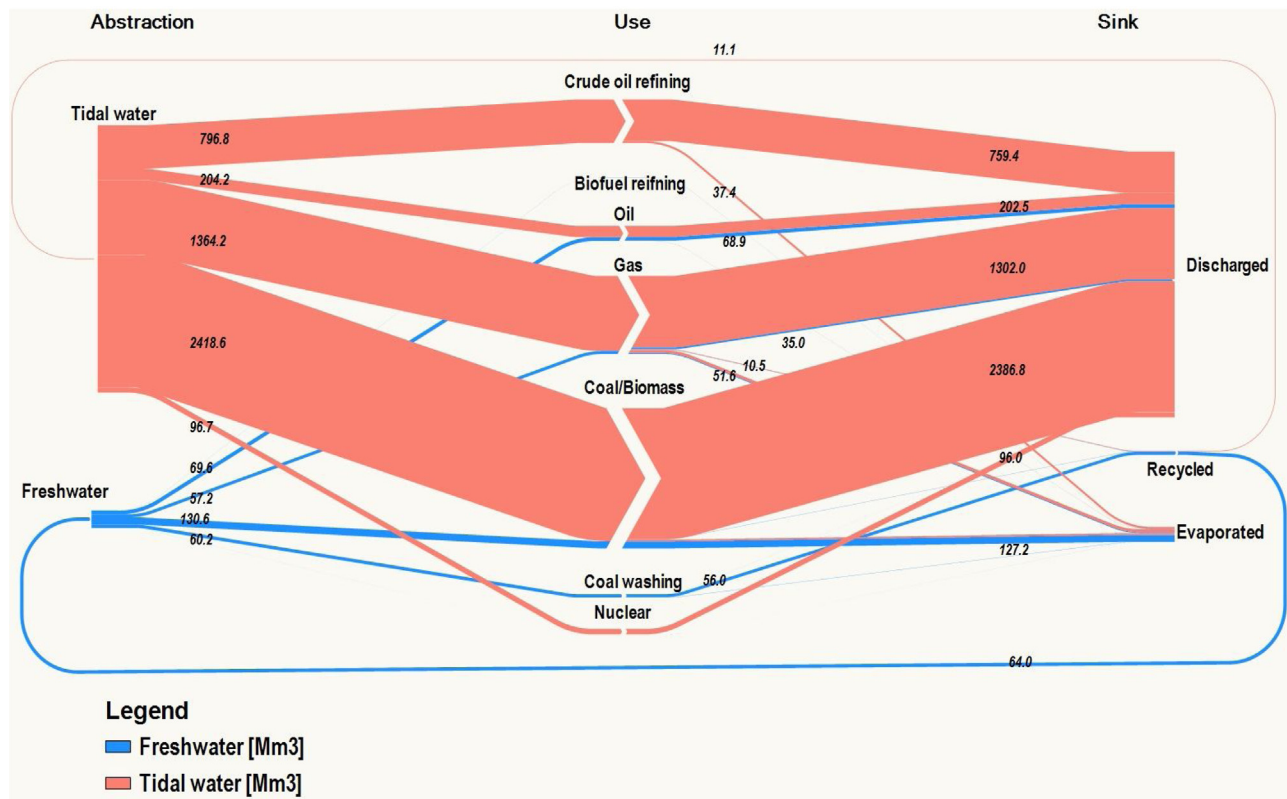 Abstraction Use Sink
11.1
Crude oil refining
Tidal water
796.8
759.4
204.2
Biofuel reifning
37.4
Oil
202.5
1364.2
68.9
Gas
1302.0
Discharged
2418.6
35.0
10.5
51.6
2386.8
Coal/Biomass
96.7
96.0
69.6
Recycled
Freshwater
57.2
130.6
Evaporated
60.2
127.2
Coal washing
56.0
Nuclear
64.0
Legend
Freshwater [Mm3]
Tidal water [Mm3]